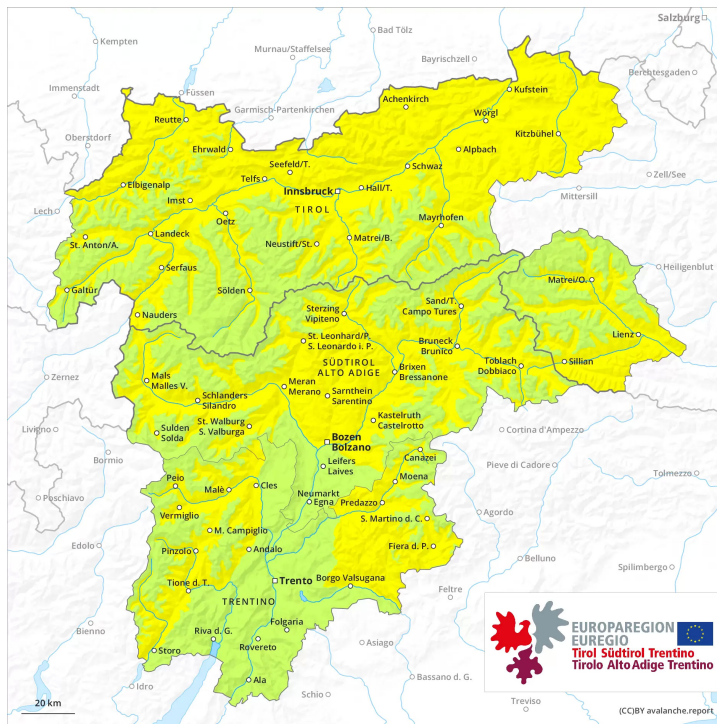 Salzburg
Kempten
Bad Tölz
Murnau/Staffelsee
Bayrischzell
Berchtesgaden
Immenstadt
Füssen
Kufstein
Garmisch-Partenkirchen
Achenkirch
Reutte
Wörgl
Oberstdorf
Kitzbühel
Ehrwald
Alpbach
Seefeld/T.
Schwaz
Zell/See
Telfs
Elbigenalp
Innsbruck
Hall/T.
Mittersill
Imst
TIROL
Lech
Oetz
Mayrhofen
Landeck
St. Anton/A.
Neustift/St.
Matrei/B.
Serfaus
Heiligenblut
Matrei/O.
Galtür
Sölden
Nauders
Sterzing
Vipiteno
Sand/T.
Campo Tures
Lienz
St. Leonhard/P.
S. Leonardo i. P.
Bruneck
Brunico
Sillian
SÜDTIROL
ALTO ADIGE
Toblach
Dobbiaco
Brixen
Bressanone
Zernez
Mals
Malles V.
Meran
Merano
Sarnthein
Sarentino
Schlanders
Silandro
Kastelruth
Castelrotto
St. Walburg
S. Valburga
Livigno
Sulden
Solda
Cortina d'Ampezzo
Bozen
Bolzano
Bormio
Canazei
Pieve di Cadore
Leifers
Laives
Tolmezzo
Peio
Malè
Cles
Moena
Poschiavo
Neumarkt
Egna
Predazzo
Vermiglio
Agordo
S. Martino d. C.
M. Campiglio
Edolo
Pinzolo
Andalo
Fiera d. P.
Belluno
Spilimbergo
Trento
Borgo Valsugana
Tione d. T.
Feltre
TRENTINO
Folgaria
Bienno
Riva d. G.
Rovereto
Asiago
Storo
Bassano d. G.
Ala
Idro
Schio
Treviso
EUROPAREGION
EUREGIO
Tirol Südtirol Trentino
Tirolo Alto Adige Trentino
20 km
(CC)BY avalanche.report